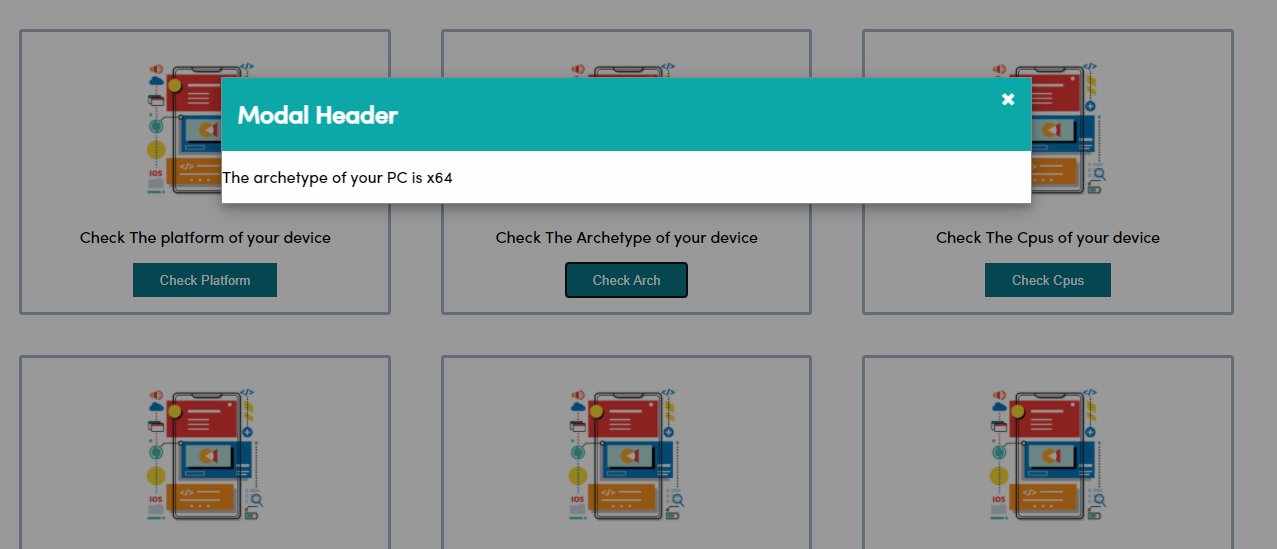 Modal Header
The archetype of your PC is x64
Check The platform of your device
Check The Archetype of your device
Check The Cpus of your device
Check Platform
Check Arch
Check Cpus
IOS
IOS
IOS
IOS